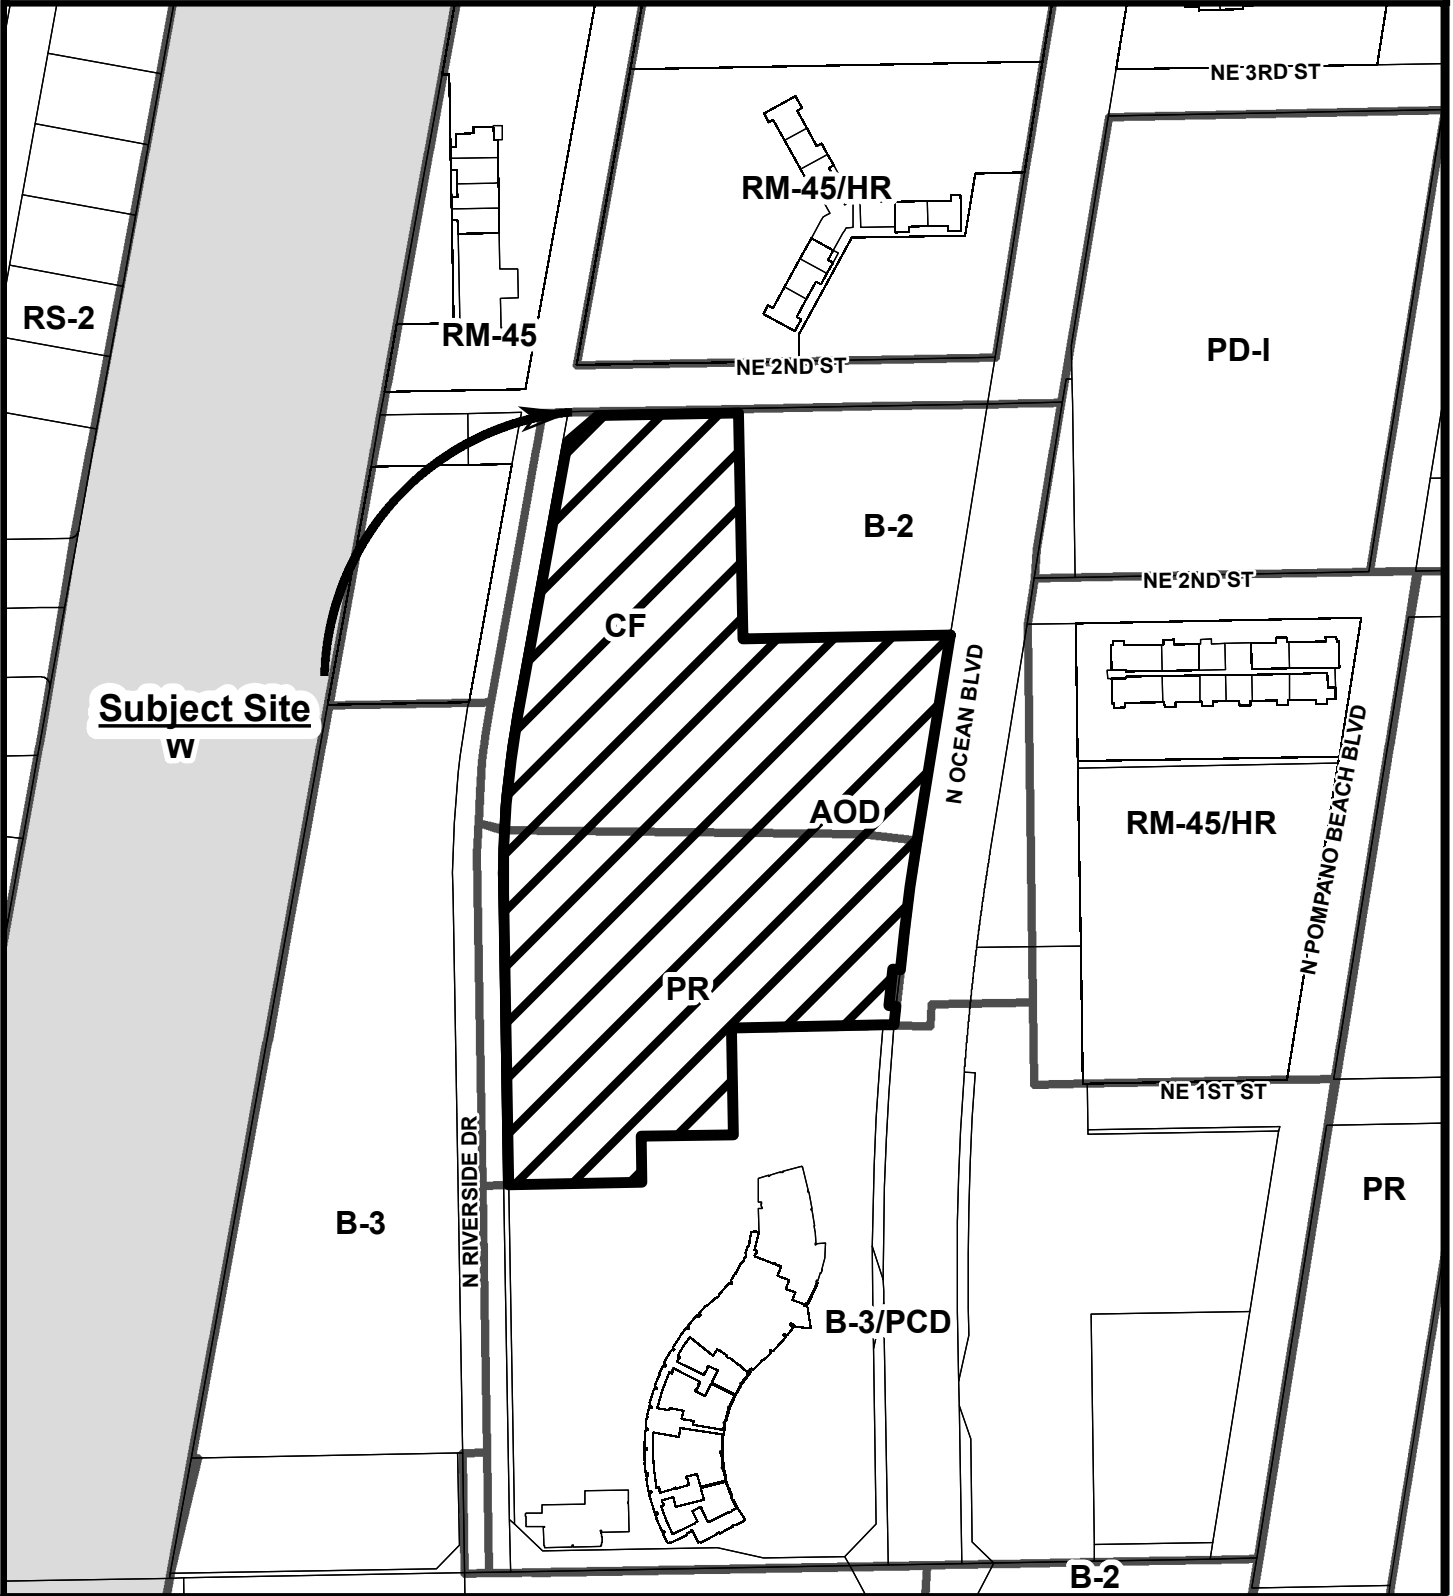 NE 3RD ST
RM-45/HR
RS-2
RM-45
PD-I
NE 2ND ST
B-2
NE 2ND ST
CF
Subject Site
W
N OCEAN BLVD
AOD
RM-45/HR
N POMPANO BEACH BLVD
PR
NE 1ST ST
N RIVERSIDE DR
PR
B-3
B-3/PCD
B-2